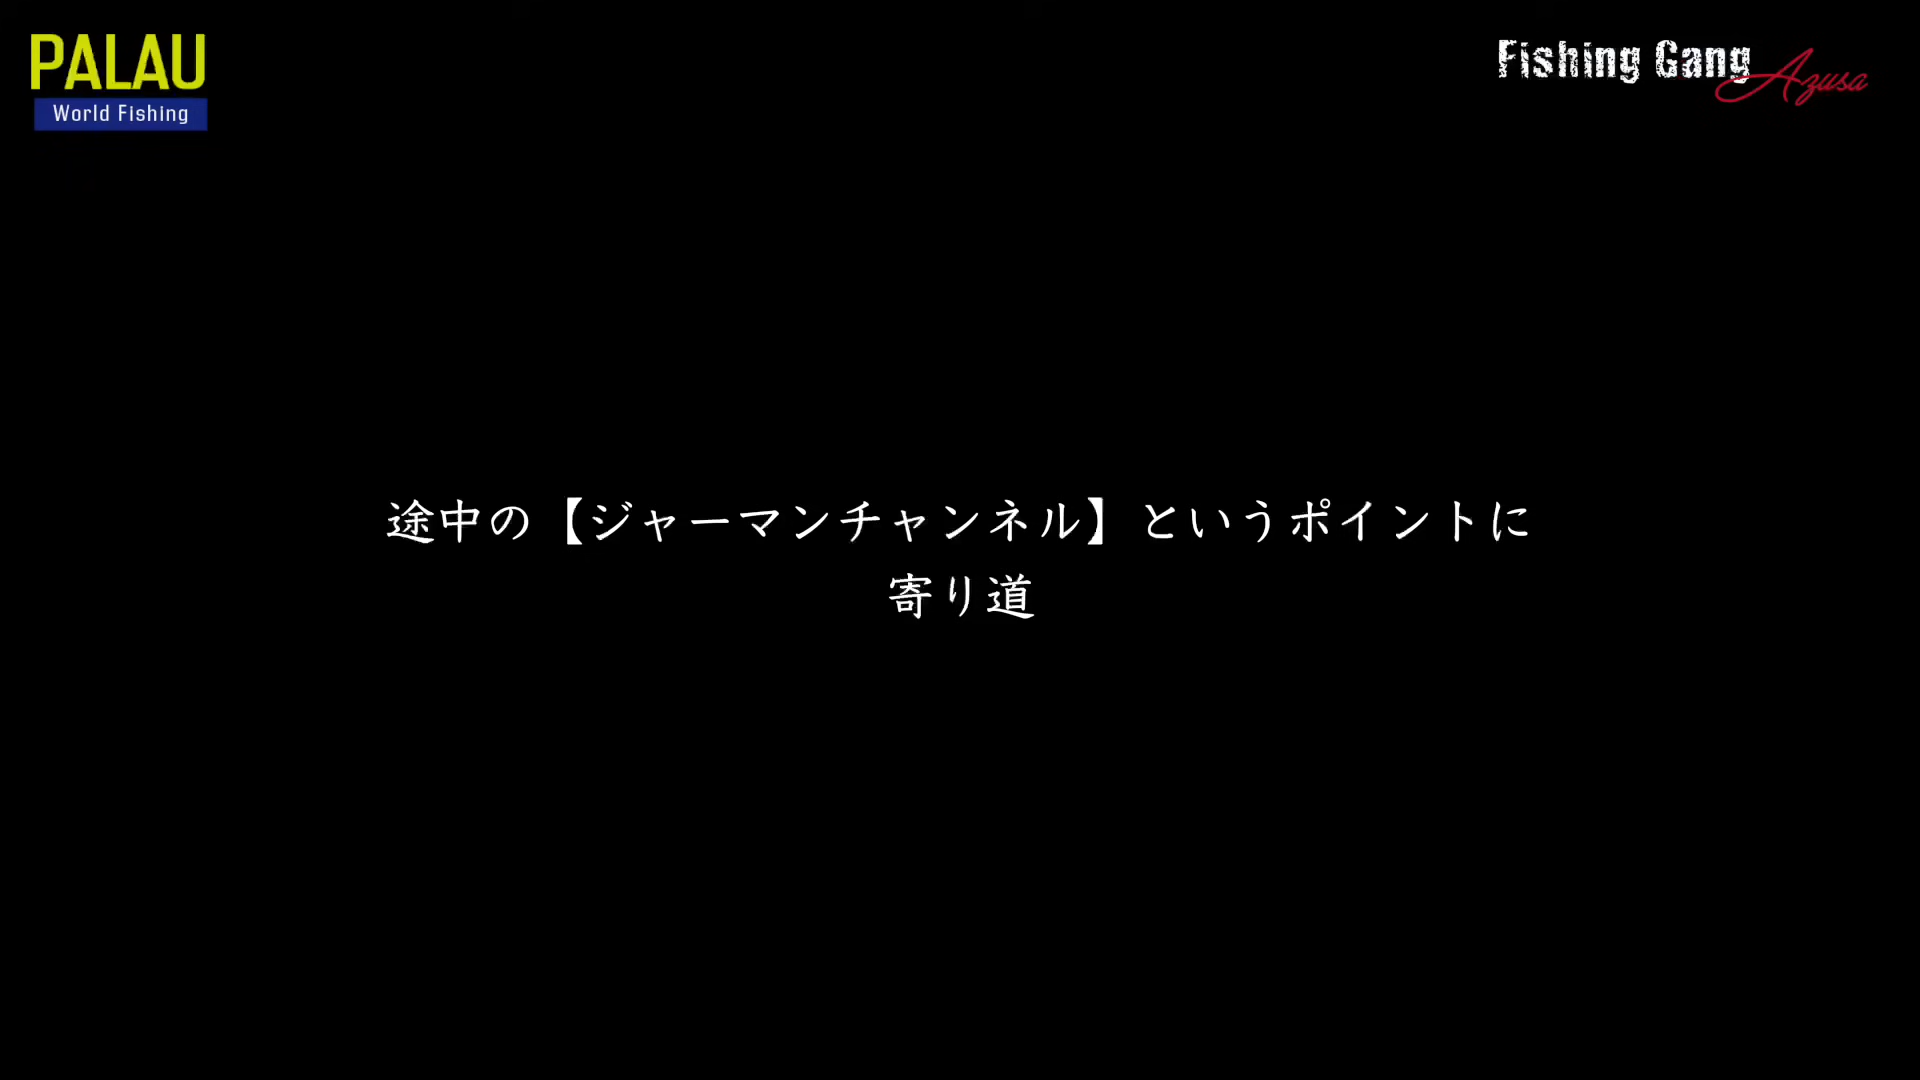 PALAU
World Fishing
Fishing Gang Azusa
途中の【ジャーマンチャンネル】というポイントに
寄り道